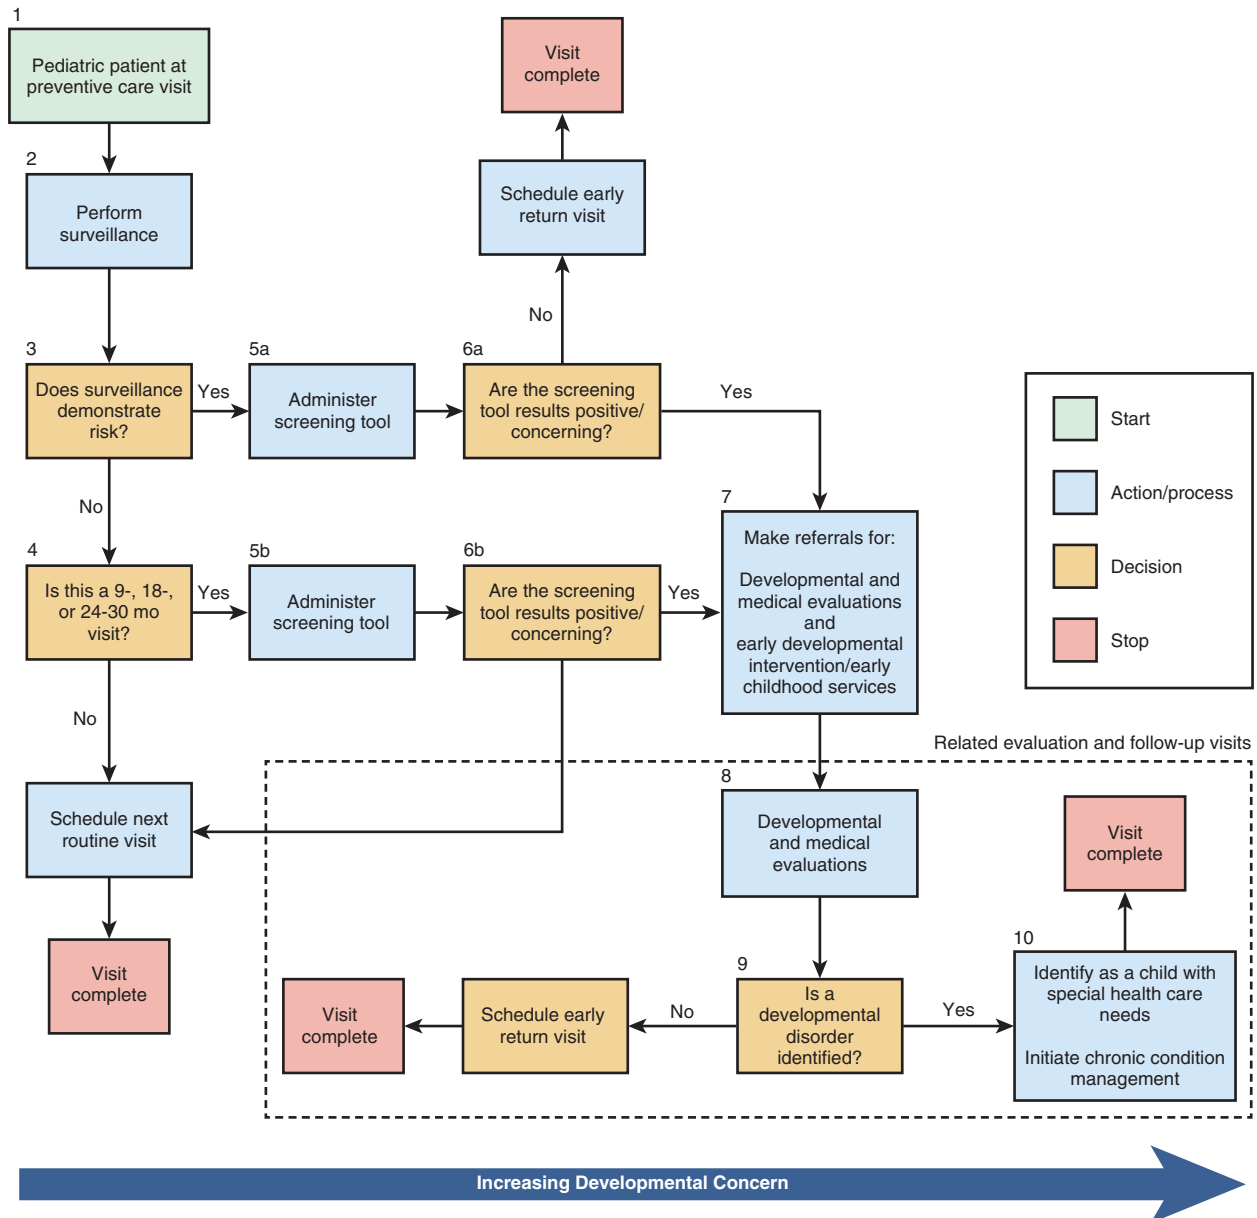 1
Pediatric patient at
preventive care visit
Visit
complete
2
Perform
surveillance
Schedule early
return visit
No
3
Does surveillance
demonstrate
risk?
Yes
5a
Administer
screening tool
6a
Are the screening
tool results positive/
concerning?
Yes
Start
Action/process
Decision
Stop
No
4
Is this a 9-, 18-,
or 24-30 mo
visit?
Yes
5b
Administer
screening tool
6b
Are the screening
tool results positive/
concerning?
Yes
7
Make referrals for:
Developmental and
medical evaluations
and
early developmental
intervention/early
childhood services
No
Related evaluation and follow-up visits
Schedule next
routine visit
8
Developmental
and medical
evaluations
Visit
complete
Visit
complete
Visit
complete
Schedule early
return visit
No
9
Is a
developmental
disorder
identified?
Yes
10
Identify as a child with
special health care
needs
Initiate chronic condition
management
Increasing Developmental Concern